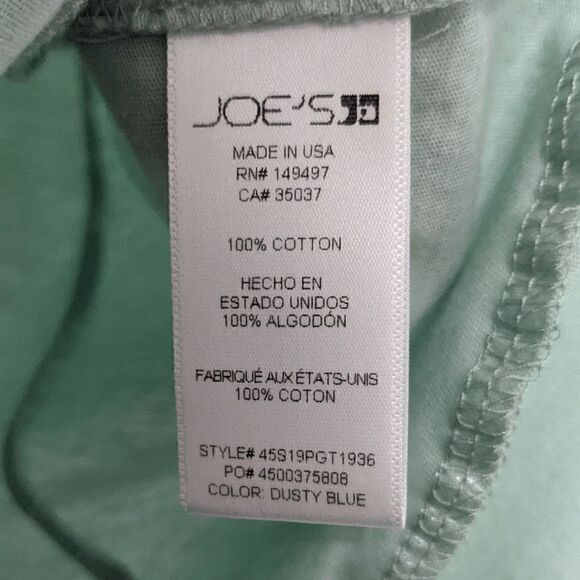 JOE'S
MADE IN USA
RN# 149497
CA# 35037
100% COTTON
HECHO EN
ESTADO UNIDOS
100% ALGODÓN
FABRIQUÉ AUX ÉTATS-UNIS
100% COTON
STYLE# 45S19PGT1936
PO# 4500375808
COLOR: DUSTY BLUE